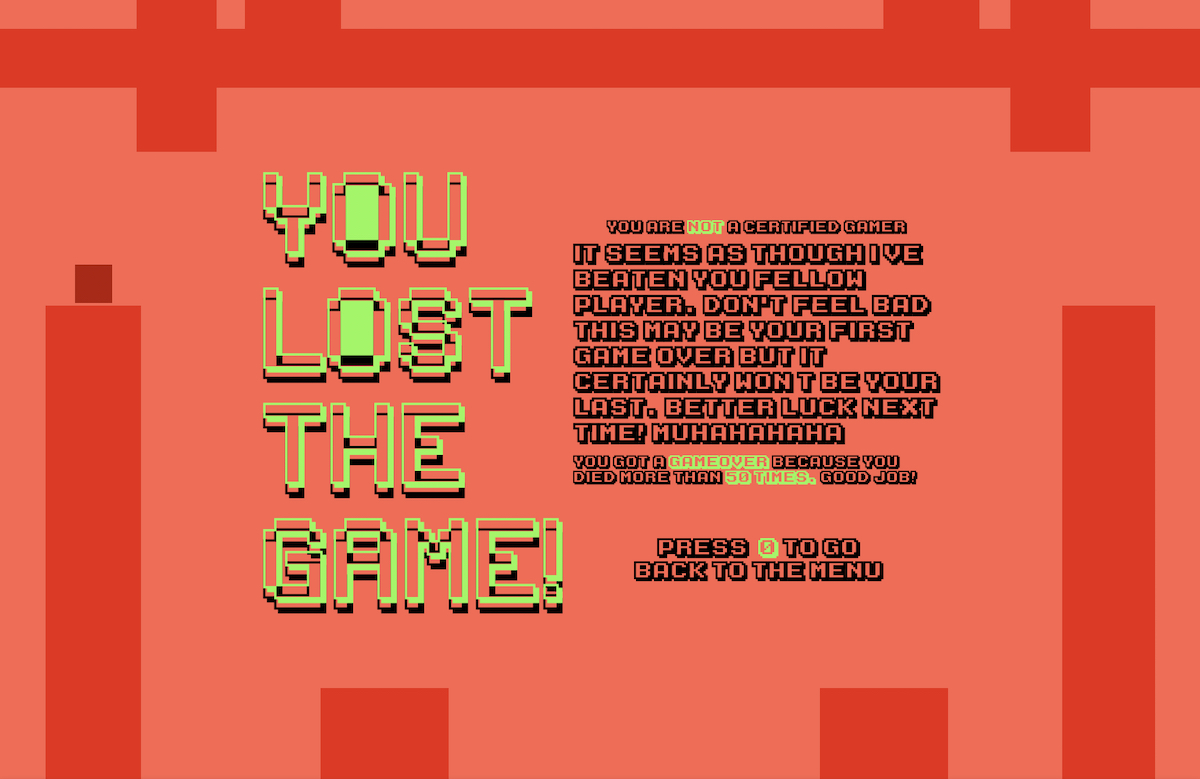 YOU
LOST
THE
GAME!
YOU ARE NOT A CERTIFIED GAMER
IT SEEMS AS THOUGH I VE
BEATEN YOU FELLOW
PLAYER. DON'T FEEL BAD
THIS MAY BE YOUR FIRST
GAME OVER BUT IT
CERTAINLY WON T BE YOUR
LAST. BETTER LUCK NEXT
TIME! MUHAHAHAHA
YOU GOT A GAMEOVER BECAUSE YOU
DIED MORE THAN 50 TIMES. GOOD JOB!
PRESS 0 TO GO
BACK TO THE MENU